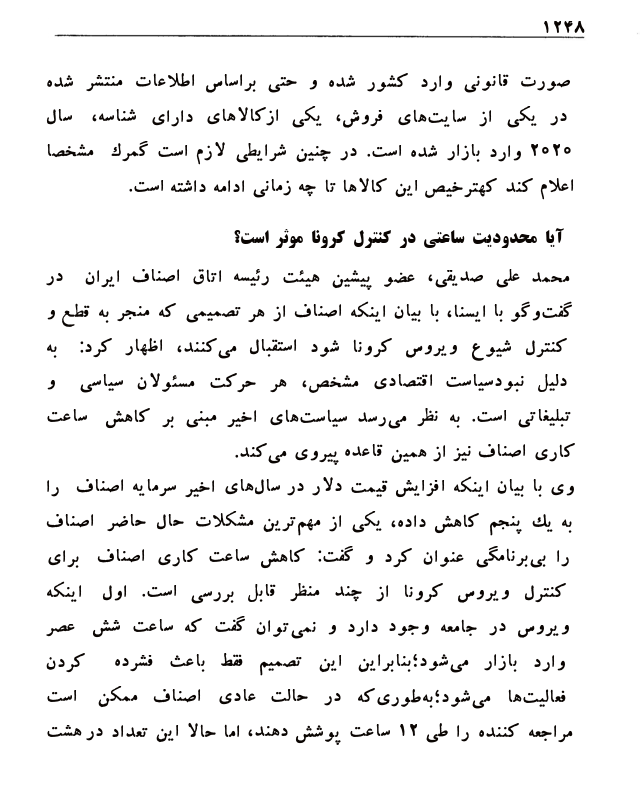 ۱۲۴۸
صورت قانونی وارد کشور شده و حتی براساس اطلاعات منتشر شده
در یکی از سایت‌های فروش، یکی ازکالاهای دارای شناسه، سال
۲۰۲۰ وارد بازار شده است. در چنین شرایطی لازم است گمرك مشخصا
اعلام کند کهترخیص این کالاها تا چه زمانی ادامه داشته است.
آیا محدودیت ساعتی در کنترل کرونا موثر است؟
محمد علی صدیقی، عضو پیشین هیئت رئیسه اتاق اصناف ایران در
گفت‌وگو با ایسنا، با بیان اینکه اصناف از هر تصمیمی که منجر به قطع و
کنترل شیوع ویروس کرونا شود استقبال می‌کنند، اظهار کرد: به
دلیل نبودسیاست اقتصادی مشخص، هر حرکت مسئولان سیاسی و
تبلیغاتی است. به نظر می‌رسد سیاست‌های اخیر مبنی بر کاهش ساعت
کاری اصناف نیز از همین قاعده پیروی می‌کند.
وی با بیان اینکه افزایش قیمت دلار در سال‌های اخیر سرمایه اصناف را
به یك پنجم کاهش داده، یکی از مهم‌ترین مشکلات حال حاضر اصناف
را بی‌برنامگی عنوان کرد و گفت: کاهش ساعت کاری اصناف برای
کنترل ویروس کرونا از چند منظر قابل بررسی است. اول اینکه
ویروس در جامعه وجود دارد و نمی‌توان گفت که ساعت شش عصر
وارد بازار می‌شود؛بنابراین این تصمیم فقط باعث فشرده کردن
فعالیت‌ها می‌شود؛به‌طوری‌که در حالت عادی اصناف ممکن است
مراجعه کننده را طی ۱۲ ساعت پوشش دهند، اما حالا این تعداد در هشت